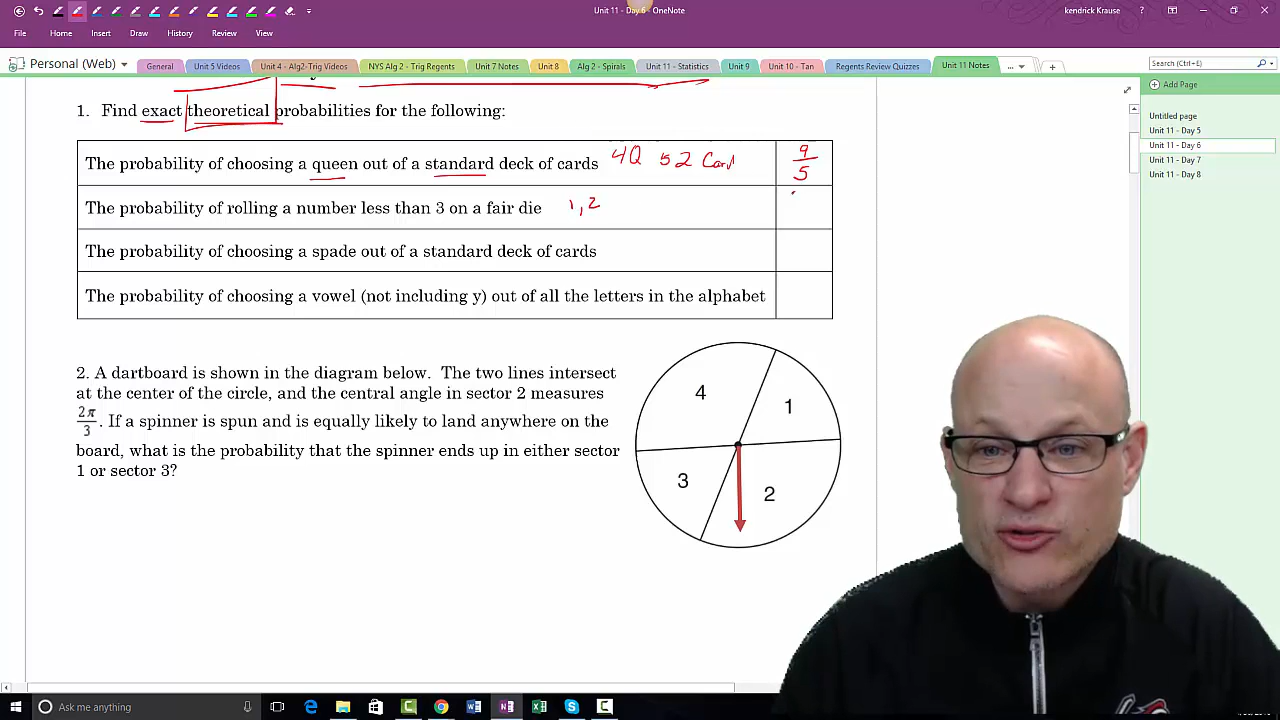 Unit 11 - Day 6 - OneNote
kendrick Krause
File Home Insert Draw History Review View
Personal (Web) General Unit 5 Videos Unit 4 - Alg2-Trig Videos NYS Alg 2 - Trig Regents Unit 7 Notes Unit 8 Alg 2 - Spirals Unit 11 - Statistics Unit 9 Unit 10 - Tan Regents Review Quizzes Unit 11 Notes ...
Search (Ctrl+E)
Add Page
Untitled page
Unit 11 - Day 5
Unit 11 - Day 6
Unit 11 - Day 7
Unit 11 - Day 8
1. Find exact theoretical probabilities for the following:
The probability of choosing a queen out of a standard deck of cards 4Q 52 Card
The probability of rolling a number less than 3 on a fair die 1,2
The probability of choosing a spade out of a standard deck of cards
The probability of choosing a vowel (not including y) out of all the letters in the alphabet
2. A dartboard is shown in the diagram below. The two lines intersect
at the center of the circle, and the central angle in sector 2 measures
2π/3. If a spinner is spun and is equally likely to land anywhere on the
board, what is the probability that the spinner ends up in either sector
1 or sector 3?
4
1
3
2
Ask me anything